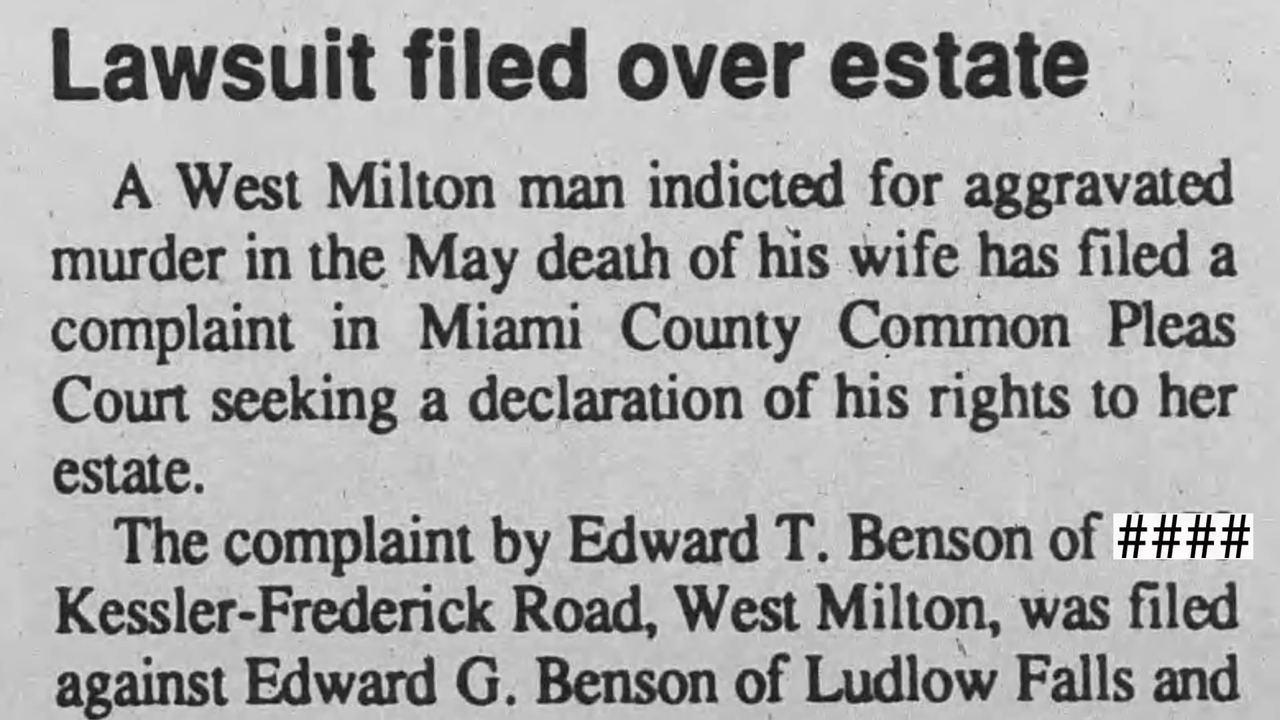 Lawsuit filed over estate
A West Milton man indicted for aggravated
murder in the May death of his wife has filed a
complaint in Miami County Common Pleas
Court seeking a declaration of his rights to her
estate.
The complaint by Edward T. Benson of ####
Kessler-Frederick Road, West Milton, was filed
against Edward G. Benson of Ludlow Falls and